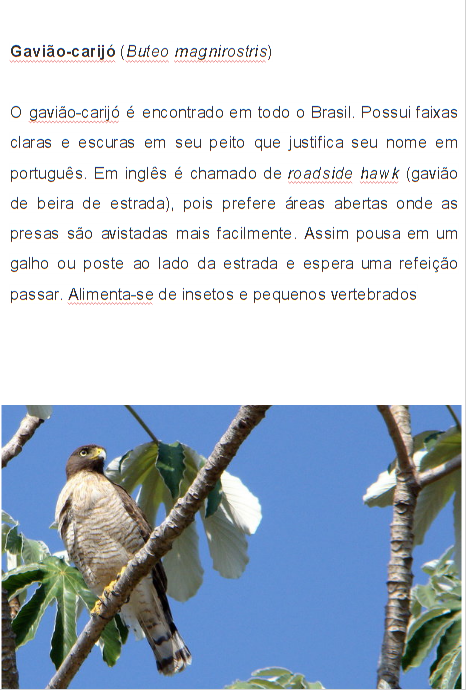 Gavião-carijó (Buteo magnirostris)
O gavião-carijó é encontrado em todo o Brasil. Possui faixas
claras e escuras em seu peito que justifica seu nome em
português. Em inglês é chamado de roadside hawk (gavião
de beira de estrada), pois prefere áreas abertas onde as
presas são avistadas mais facilmente. Assim pousa em um
galho ou poste ao lado da estrada e espera uma refeição
passar. Alimenta-se de insetos e pequenos vertebrados